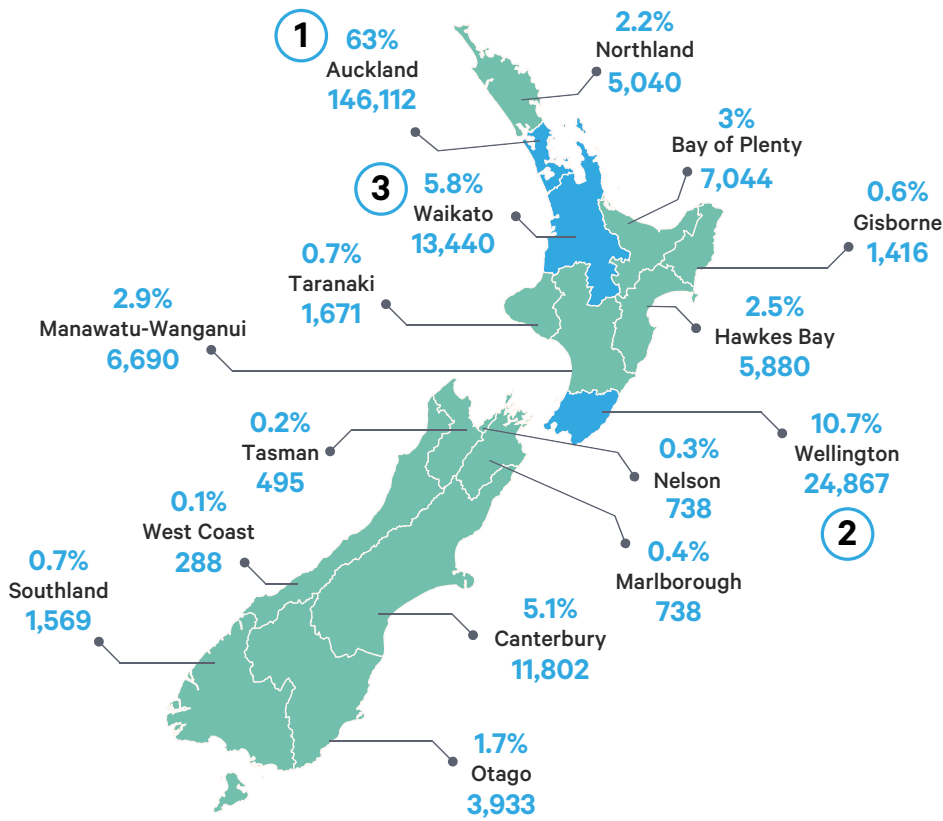 1
63%
Auckland
146,112
2.2%
Northland
5,040
3%
Bay of Plenty
7,044
3
5.8%
Waikato
13,440
0.6%
Gisborne
1,416
0.7%
Taranaki
1,671
2.9%
Manawatu-Wanganui
6,690
2.5%
Hawkes Bay
5,880
10.7%
Wellington
24,867
2
0.2%
Tasman
495
0.3%
Nelson
738
0.1%
West Coast
288
0.4%
Marlborough
738
0.7%
Southland
1,569
5.1%
Canterbury
11,802
1.7%
Otago
3,933